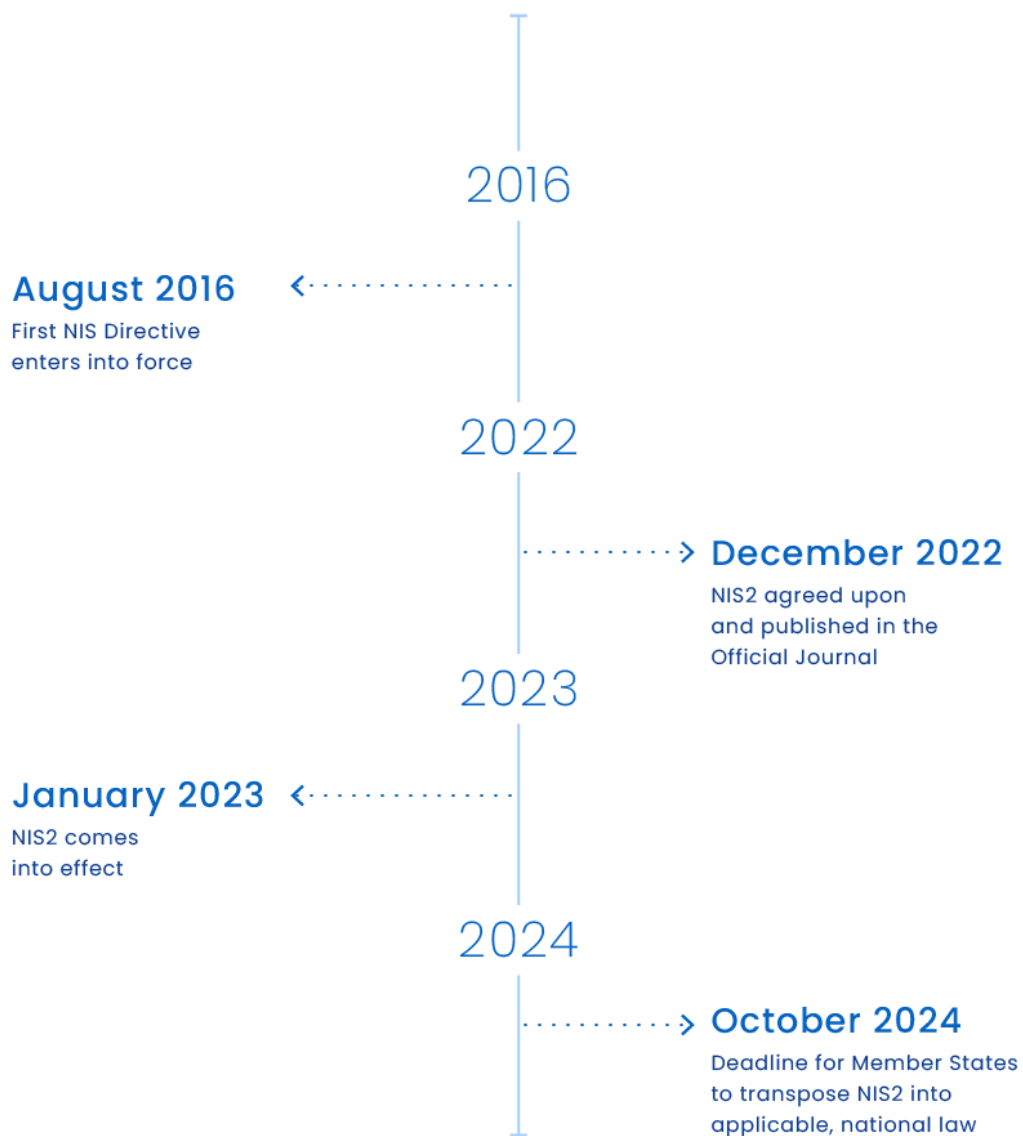 2016
August 2016
First NIS Directive
enters into force
2022
December 2022
NIS2 agreed upon
and published in the
Official Journal
2023
January 2023
NIS2 comes
into effect
2024
October 2024
Deadline for Member States
to transpose NIS2 into
applicable, national law